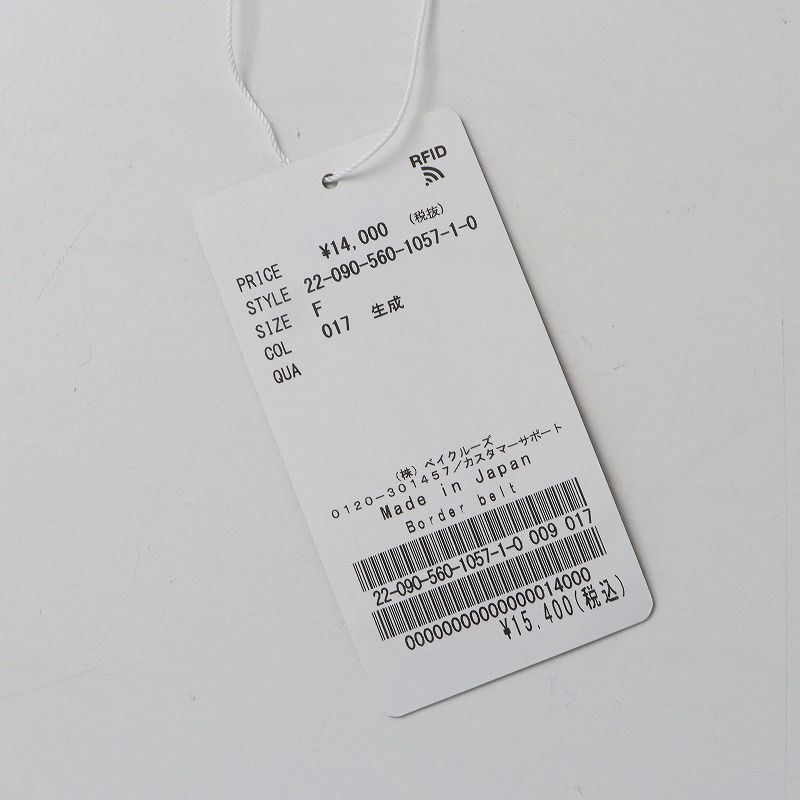 RFID
PRICE ¥14,000 (税抜)
STYLE 22-090-560-1057-1-0
SIZE F
COL 017 生成
QUA
(株)ベイクルーズ
0120-301457/カスタマーサポート
Made in Japan
Border belt
22-090-560-1057-1-0 009 017
00000000000000014000
¥15,400(税込)